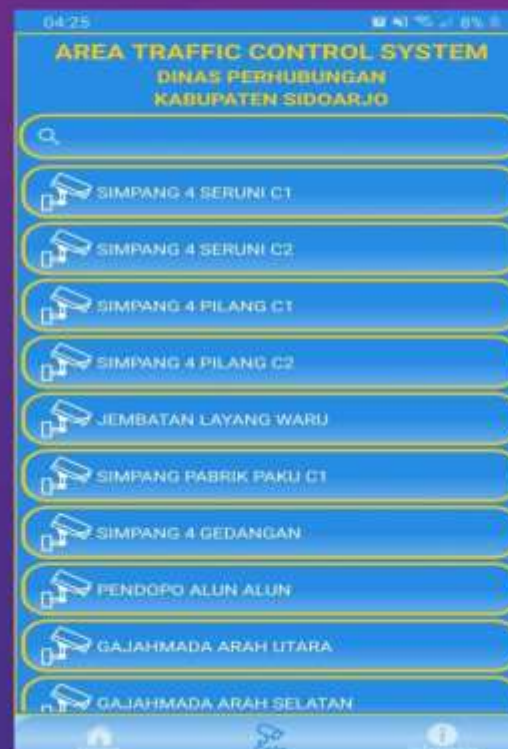 04:25
8%
AREA TRAFFIC CONTROL SYSTEM
DINAS PERHUBUNGAN
KABUPATEN SIDOARJO
SIMPANG 4 SERUNI C1
SIMPANG 4 SERUNI C2
SIMPANG 4 PILANG C1
SIMPANG 4 PILANG C2
JEMBATAN LAYANG WARU
SIMPANG PABRIK PAKU C1
SIMPANG 4 GEDANGAN
PENDOPO ALUN ALUN
GAJAHMADA ARAH UTARA
GAJAHMADA ARAH SELATAN